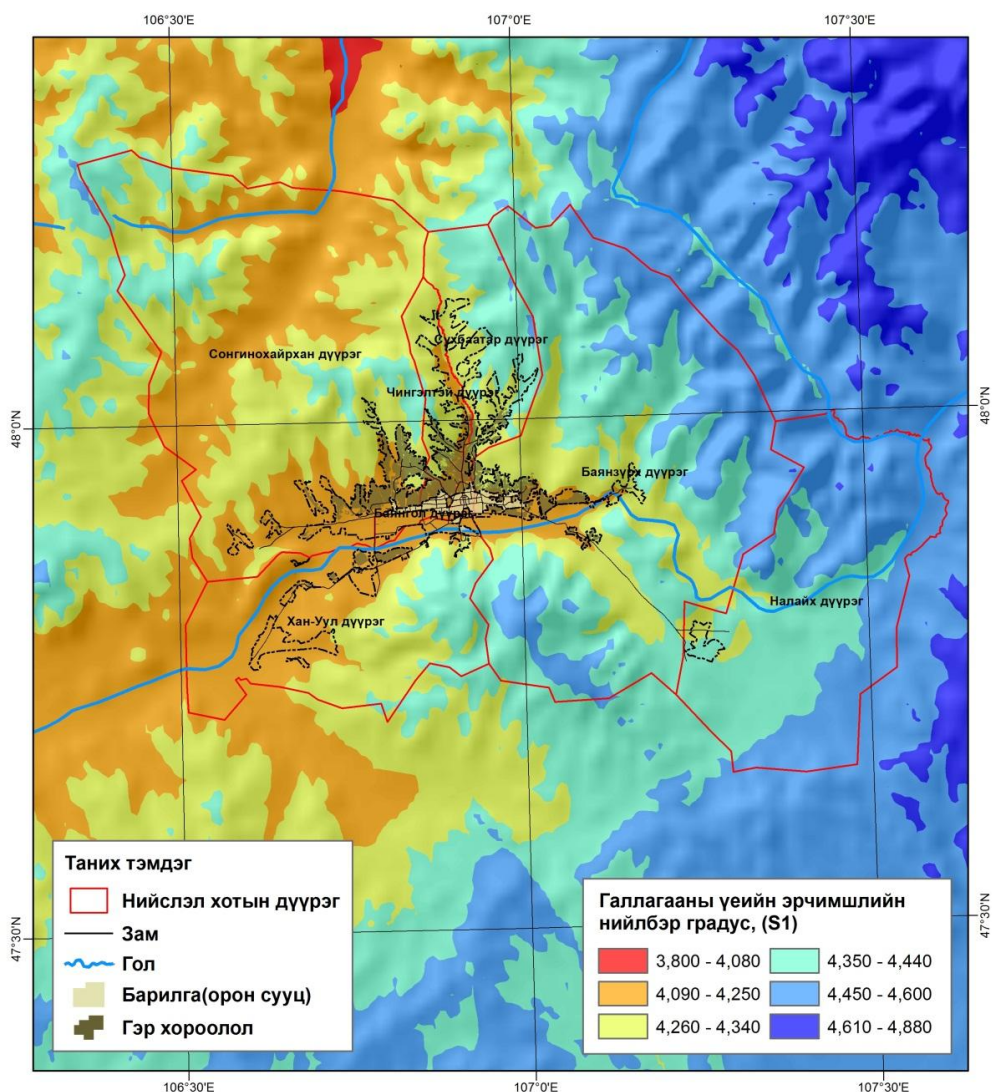 106°30'E
107°0'E
107°30'E
Сонгинохайрхан дүүрэг
Сүхбаатар дүүрэг
Чингэлтэй дүүрэг
48°0'N
48°0'N
Баянзүрх дүүрэг
Баянгол дүүрэг
Налайх дүүрэг
Хан-Уул дүүрэг
Таних тэмдэг
Нийслэл хотын дүүрэг
Зам
Гол
Барилга(орон сууц)
Гэр хороолол
Галлагааны үеийн эрчимшлийн
нийлбэр градус, (S1)
3,800 - 4,080
4,090 - 4,250
4,260 - 4,340
4,350 - 4,440
4,450 - 4,600
4,610 - 4,880
47°30'N
47°30'N
106°30'E
107°0'E
107°30'E